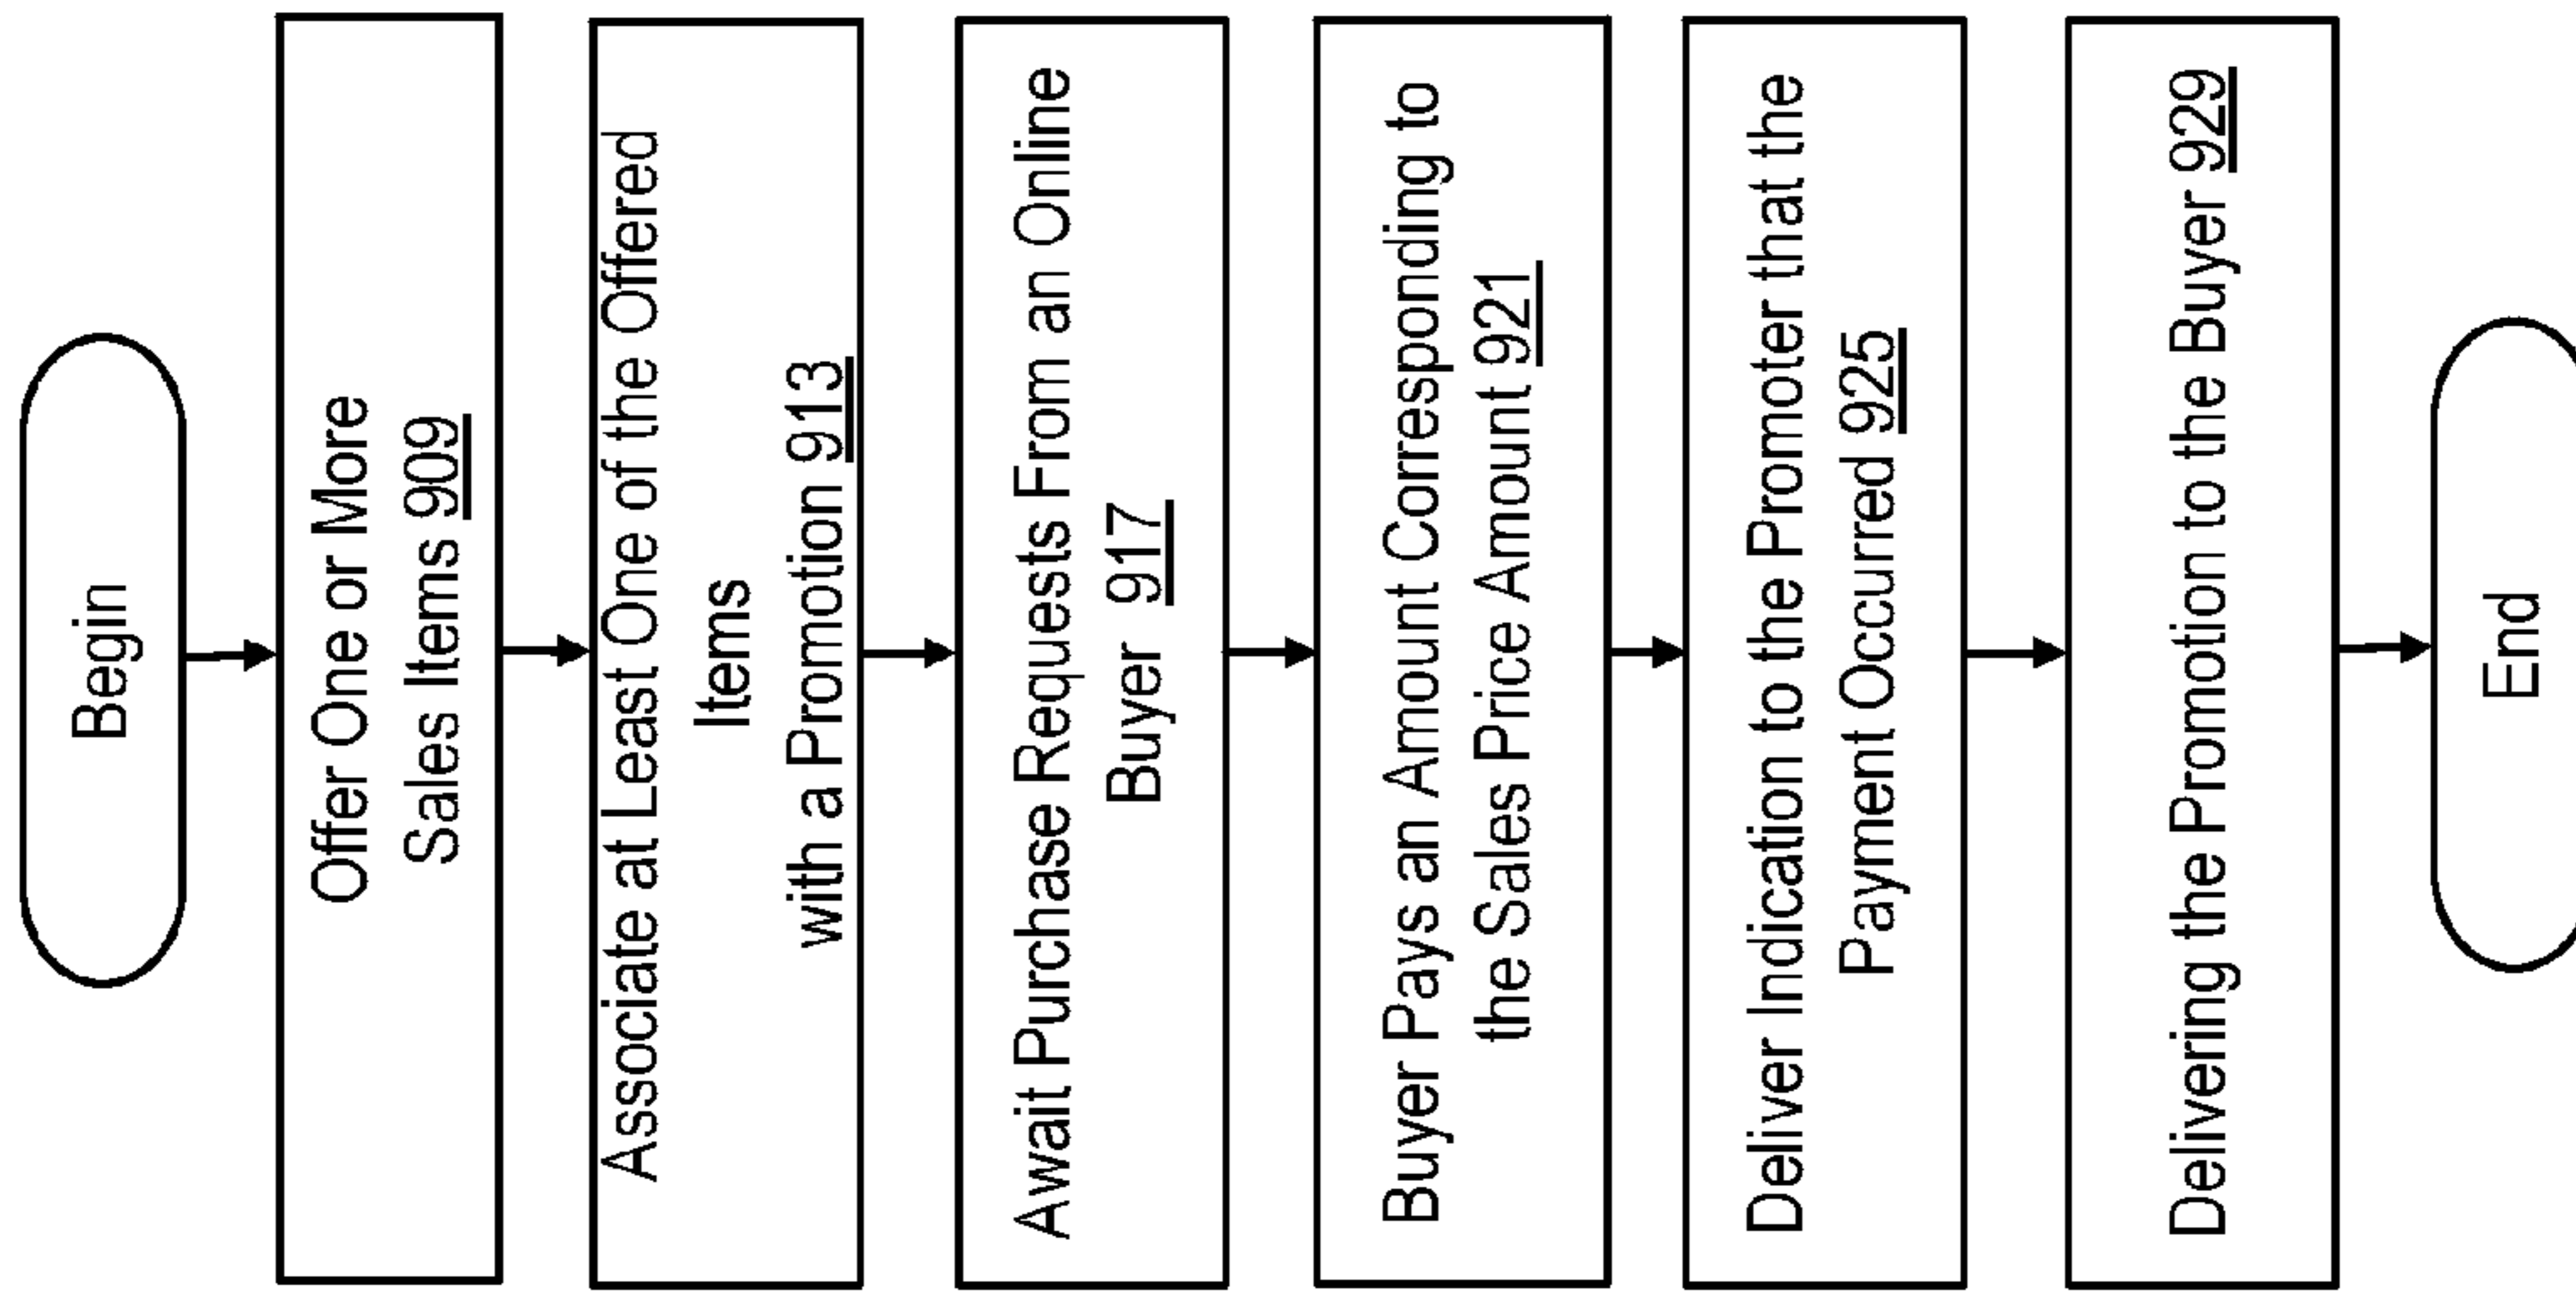 Begin
Offer One or More
Sales Items 909
Associate at Least One of the Offered
Items
with a Promotion 913
Await Purchase Requests From an Online
Buyer 917
Buyer Pays an Amount Corresponding to
the Sales Price Amount 921
Deliver Indication to the Promoter that the
Payment Occurred 925
Delivering the Promotion to the Buyer 929
End